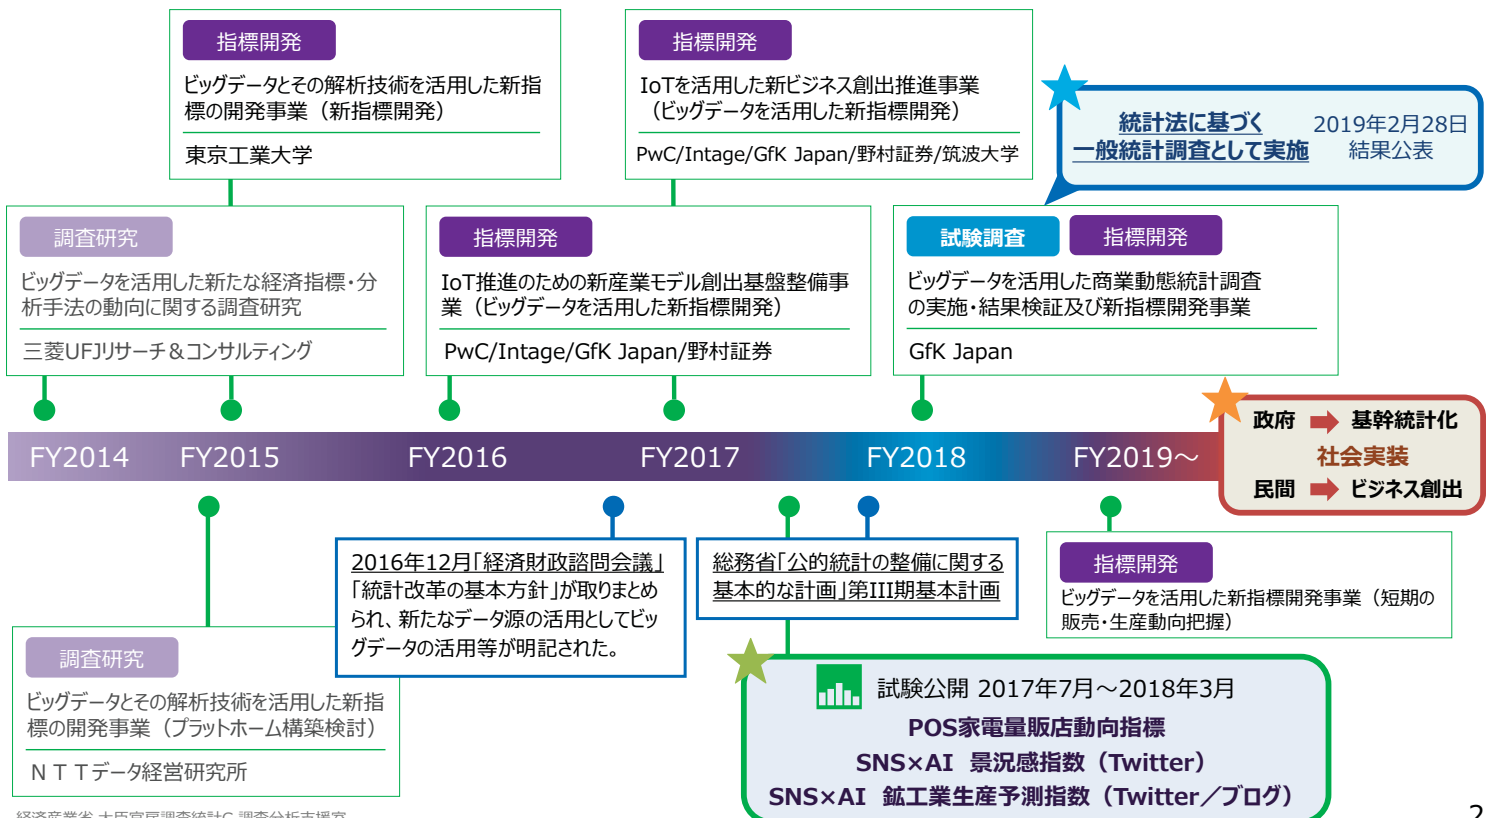 指標開発
ビッグデータとその解析技術を活用した新指
標の開発事業（新指標開発）
東京工業大学
指標開発
IoTを活用した新ビジネス創出推進事業
（ビッグデータを活用した新指標開発）
PwC/Intage/GfK Japan/野村証券/筑波大学
統計法に基づく
一般統計調査として実施
2019年2月28日
結果公表
調査研究
ビッグデータを活用した新たな経済指標・分
析手法の動向に関する調査研究
三菱UFJリサーチ＆コンサルティング
指標開発
IoT推進のための新産業モデル創出基盤整備事
業（ビッグデータを活用した新指標開発）
PwC/Intage/GfK Japan/野村証券
試験調査
指標開発
ビッグデータを活用した商業動態統計調査
の実施・結果検証及び新指標開発事業
GfK Japan
FY2014
FY2015
FY2016
FY2017
FY2018
FY2019～
政府 基幹統計化
社会実装
民間 ビジネス創出
2016年12月「経済財政諮問会議」
「統計改革の基本方針」が取りまとめ
られ、新たなデータ源の活用としてビッ
グデータの活用等が明記された。
総務省「公的統計の整備に関する
基本的な計画」第III期基本計画
指標開発
ビッグデータを活用した新指標開発事業（短期の
販売・生産動向把握）
調査研究
ビッグデータとその解析技術を活用した新指
標の開発事業（プラットホーム構築検討）
ＮＴＴデータ経営研究所
試験公開 2017年7月～2018年3月
POS家電量販店動向指標
SNS×AI 景況感指数（Twitter）
SNS×AI 鉱工業生産予測指数（Twitter／ブログ）
経済産業省 大臣官房調査統計G 調査分析支援室
2